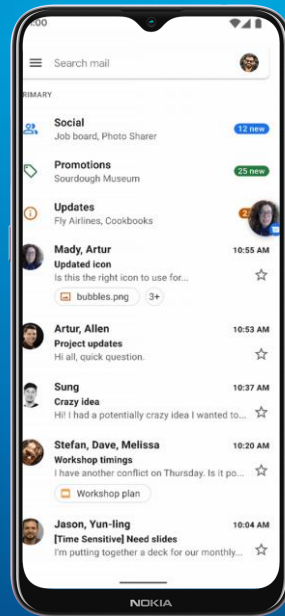 :00
Search mail
PRIMARY
Social
Job board, Photo Sharer
12 new
Promotions
Sourdough Museum
25 new
Updates
Fly Airlines, Cookbooks
Mady, Artur
10:55 AM
Updated icon
Is this the right icon to use for...
bubbles.png
3+
Artur, Allen
10:53 AM
Project updates
Hi all, quick question.
Sung
10:37 AM
Crazy idea
Hi! I had a potentially crazy idea I wanted to...
Stefan, Dave, Melissa
10:20 AM
Workshop timings
I have another conflict on Thursday. Is it po...
Workshop plan
Jason, Yun-ling
10:04 AM
[Time Sensitive] Need slides
I'm putting together a deck for our monthly...
NOKIA